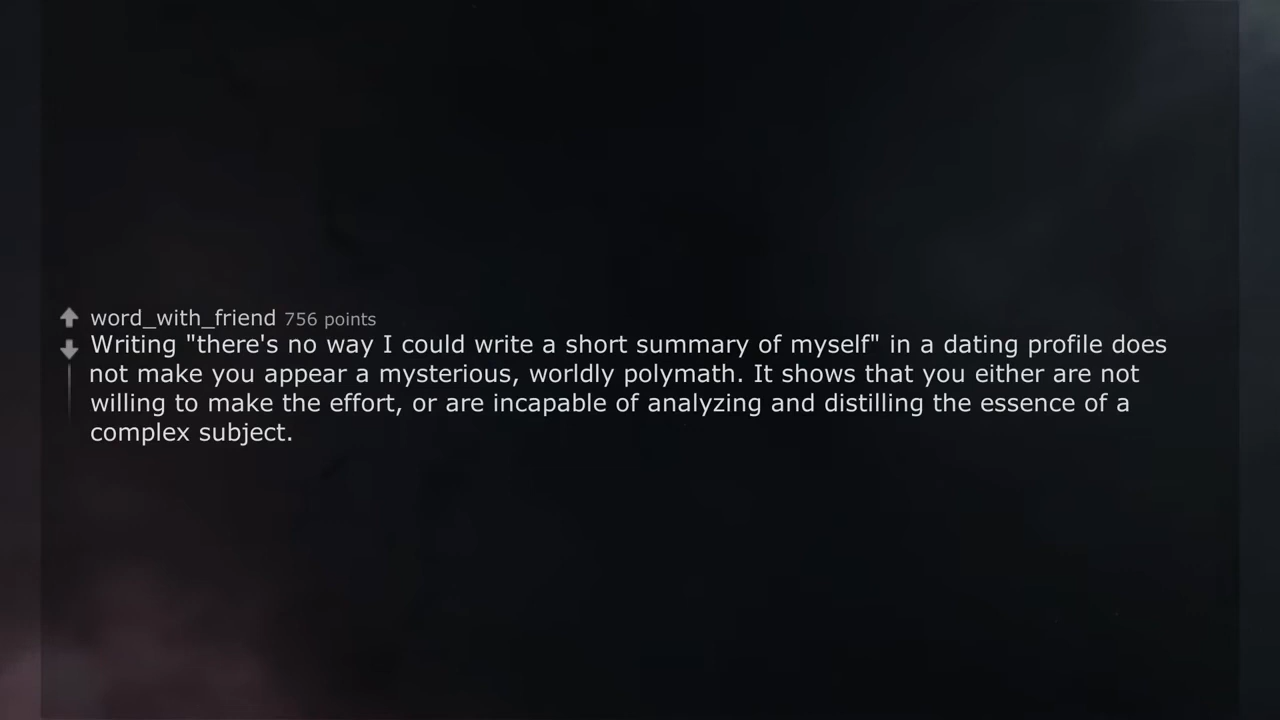 word_with_friend 756 points
Writing "there's no way I could write a short summary of myself" in a dating profile does
not make you appear a mysterious, worldly polymath. It shows that you either are not
willing to make the effort, or are incapable of analyzing and distilling the essence of a
complex subject.